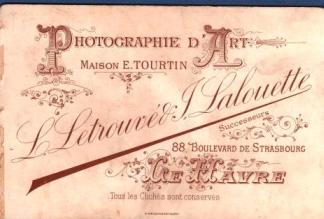 PHOTOGRAPHIE D'ART
MAISON E. TOURTIN
L. Letrouvé & J. Lalouette
Successeurs
88, BOULEVARD DE STRASBOURG
LE HAVRE
Tous les Clichés sont conservés